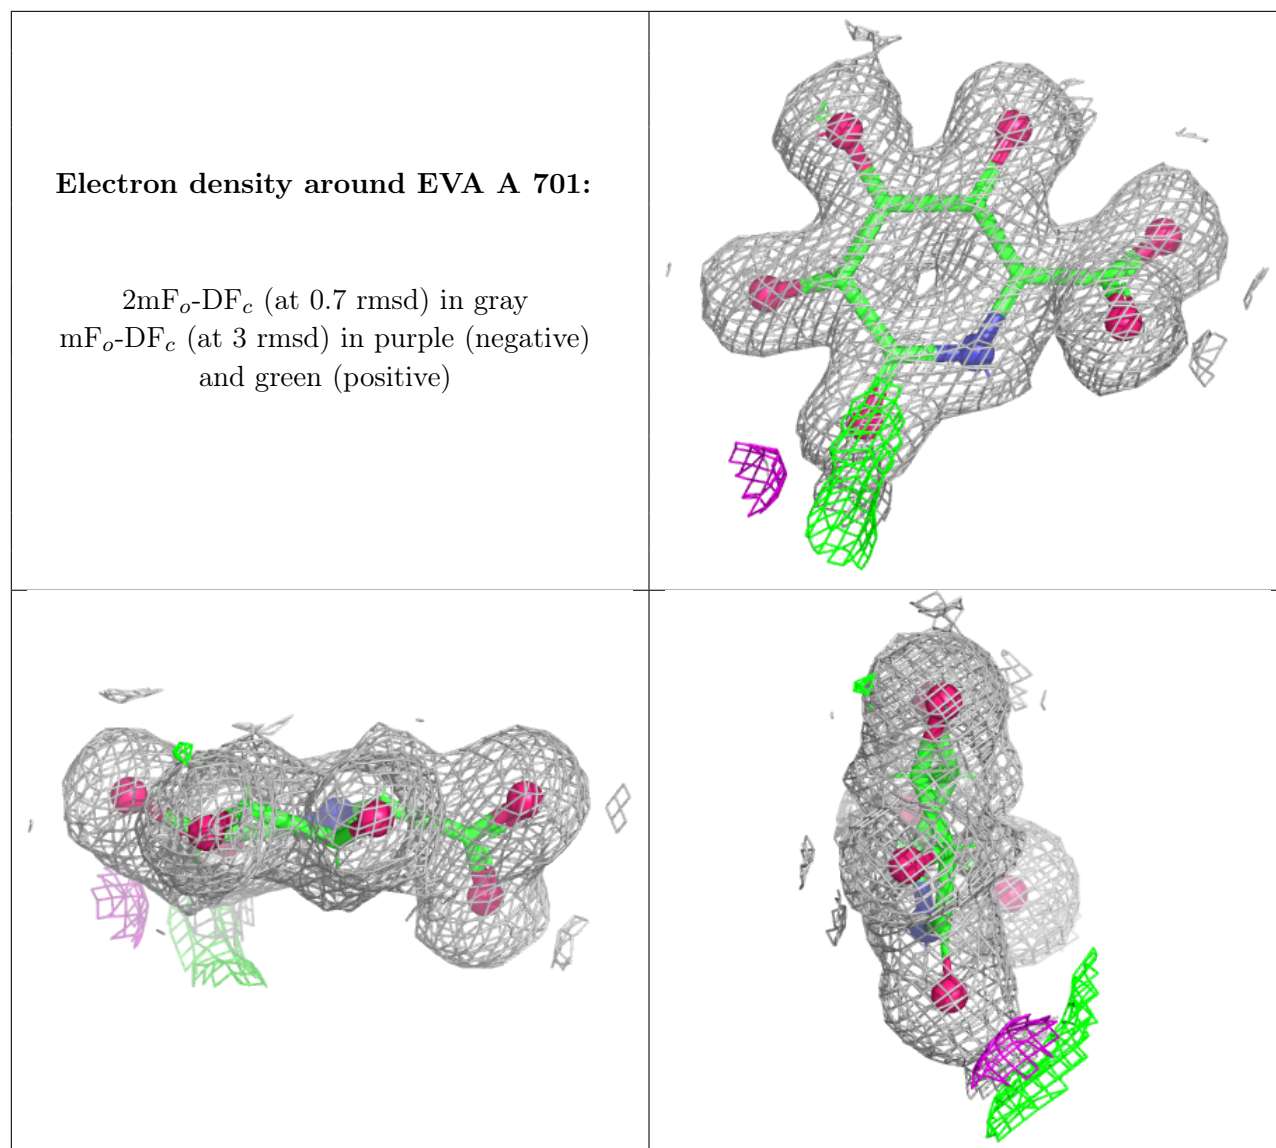 Electron density around EVA A 701:
2mFo-DFc (at 0.7 rmsd) in gray
mFo-DFc (at 3 rmsd) in purple (negative)
and green (positive)